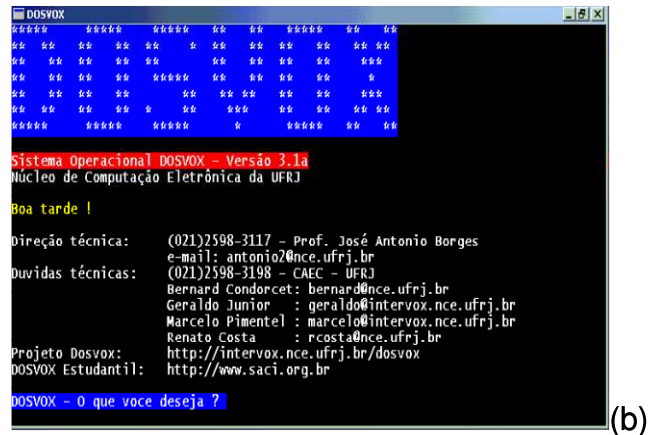 DOSVOX
Sistema Operacional DOSVOX - Versão 3.1a
Núcleo de Computação Eletrônica da UFRJ
Boa tarde !
Direção técnica: (021)2598-3117 - Prof. José Antonio Borges
e-mail: antonio2@nce.ufrj.br
Duvidas técnicas: (021)2598-3198 - CAEC - UFRJ
Bernard Condorcet: bernard@nce.ufrj.br
Geraldo Junior : geraldo@intervox.nce.ufrj.br
Marcelo Pimentel : marcelo@intervox.nce.ufrj.br
Renato Costa : rcosta@nce.ufrj.br
Projeto Dosvox: http://intervox.nce.ufrj.br/dosvox
DOSVOX Estudantil: http://www.saci.org.br
DOSVOX - O que voce deseja ?
(b)